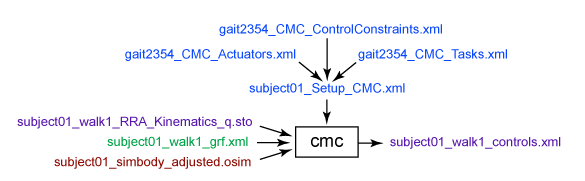 gait2354_CMC_ControlConstraints.xml
gait2354_CMC_Actuators.xml
gait2354_CMC_Tasks.xml
subject01_Setup_CMC.xml
subject01_walk1_RRA_Kinematics_q.sto
subject01_walk1_grf.xml
subject01_simbody_adjusted.osim
cmc
subject01_walk1_controls.xml